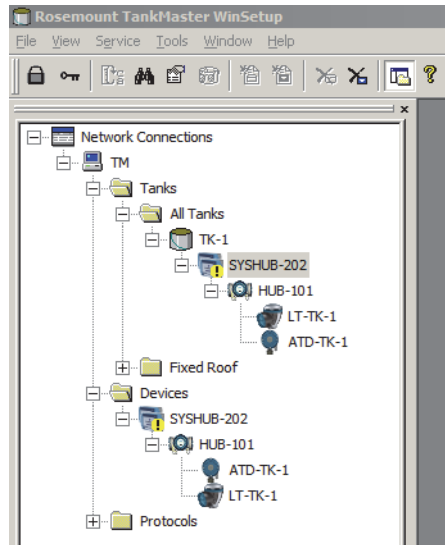 Rosemount TankMaster WinSetup
File View Service Tools Window Help
Network Connections
TM
Tanks
All Tanks
TK-1
SYSHUB-202
HUB-101
LT-TK-1
ATD-TK-1
Fixed Roof
Devices
SYSHUB-202
HUB-101
ATD-TK-1
LT-TK-1
Protocols